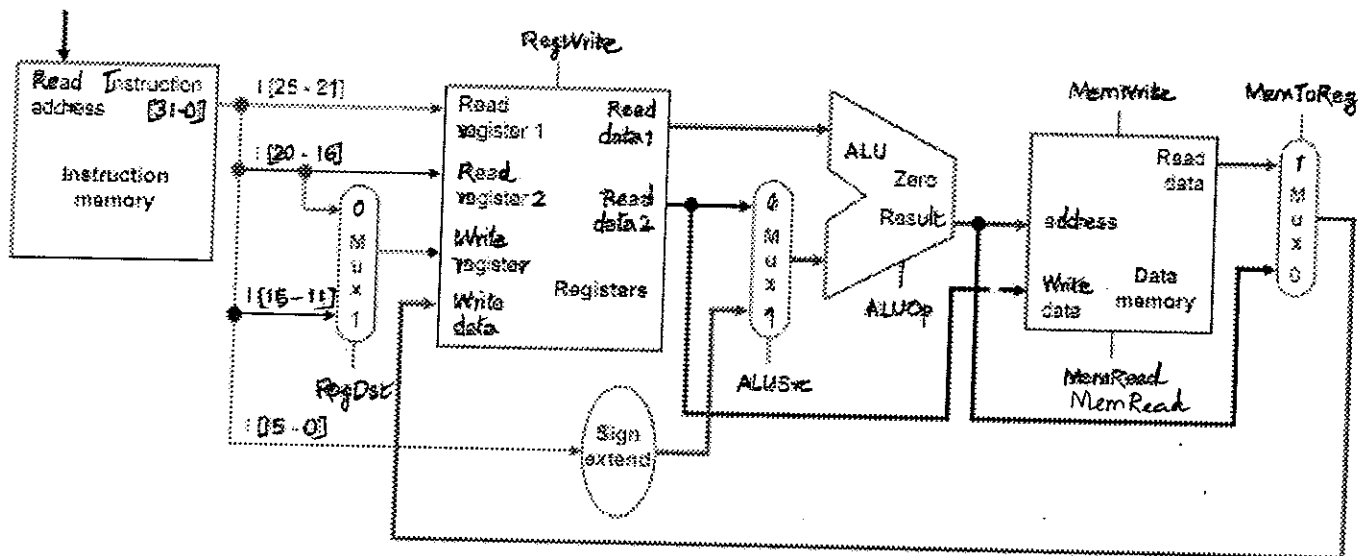 RegWrite
Read Instruction
address [31-0]
Instruction
memory
I [25 - 21]
I [20 - 16]
I [15 - 11]
I [15 - 0]
0
M
u
x
1
RegDst
Read
register 1
Read
register 2
Write
register
Write
data
Read
data 1
Read
data 2
Registers
Sign
extend
0
M
u
x
1
ALUSrc
ALU
Zero
Result
ALUOp
MemWrite
Read
data
address
Write
data
Data
memory
MemRead
MemRead
MemToReg
1
M
u
x
0